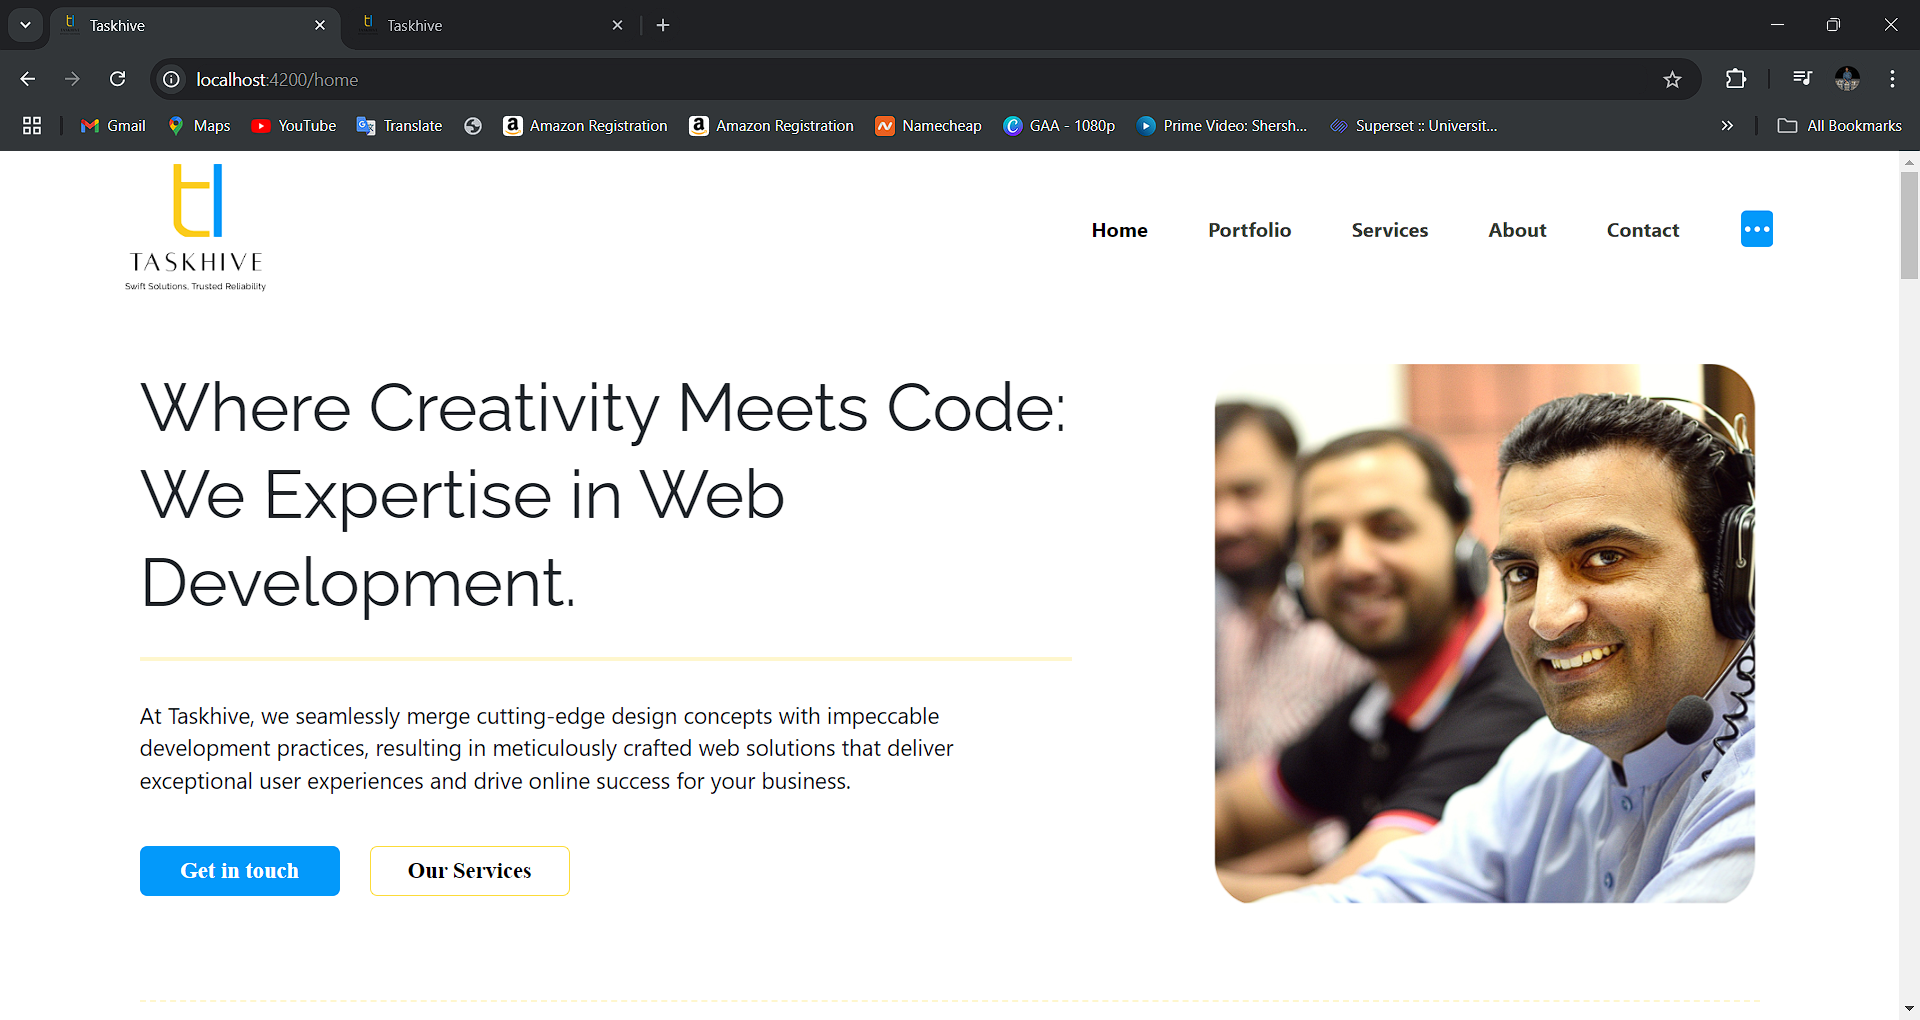 Taskhive
Taskhive
localhost:4200/home
Gmail
Maps
YouTube
Translate
Amazon Registration
Amazon Registration
Namecheap
GAA - 1080p
Prime Video: Shersh...
Superset :: Universit...
All Bookmarks
TASKHIVE
Swift Solutions. Trusted Reliability
Home
Portfolio
Services
About
Contact
Where Creativity Meets Code:
We Expertise in Web
Development.
At Taskhive, we seamlessly merge cutting-edge design concepts with impeccable
development practices, resulting in meticulously crafted web solutions that deliver
exceptional user experiences and drive online success for your business.
Get in touch
Our Services